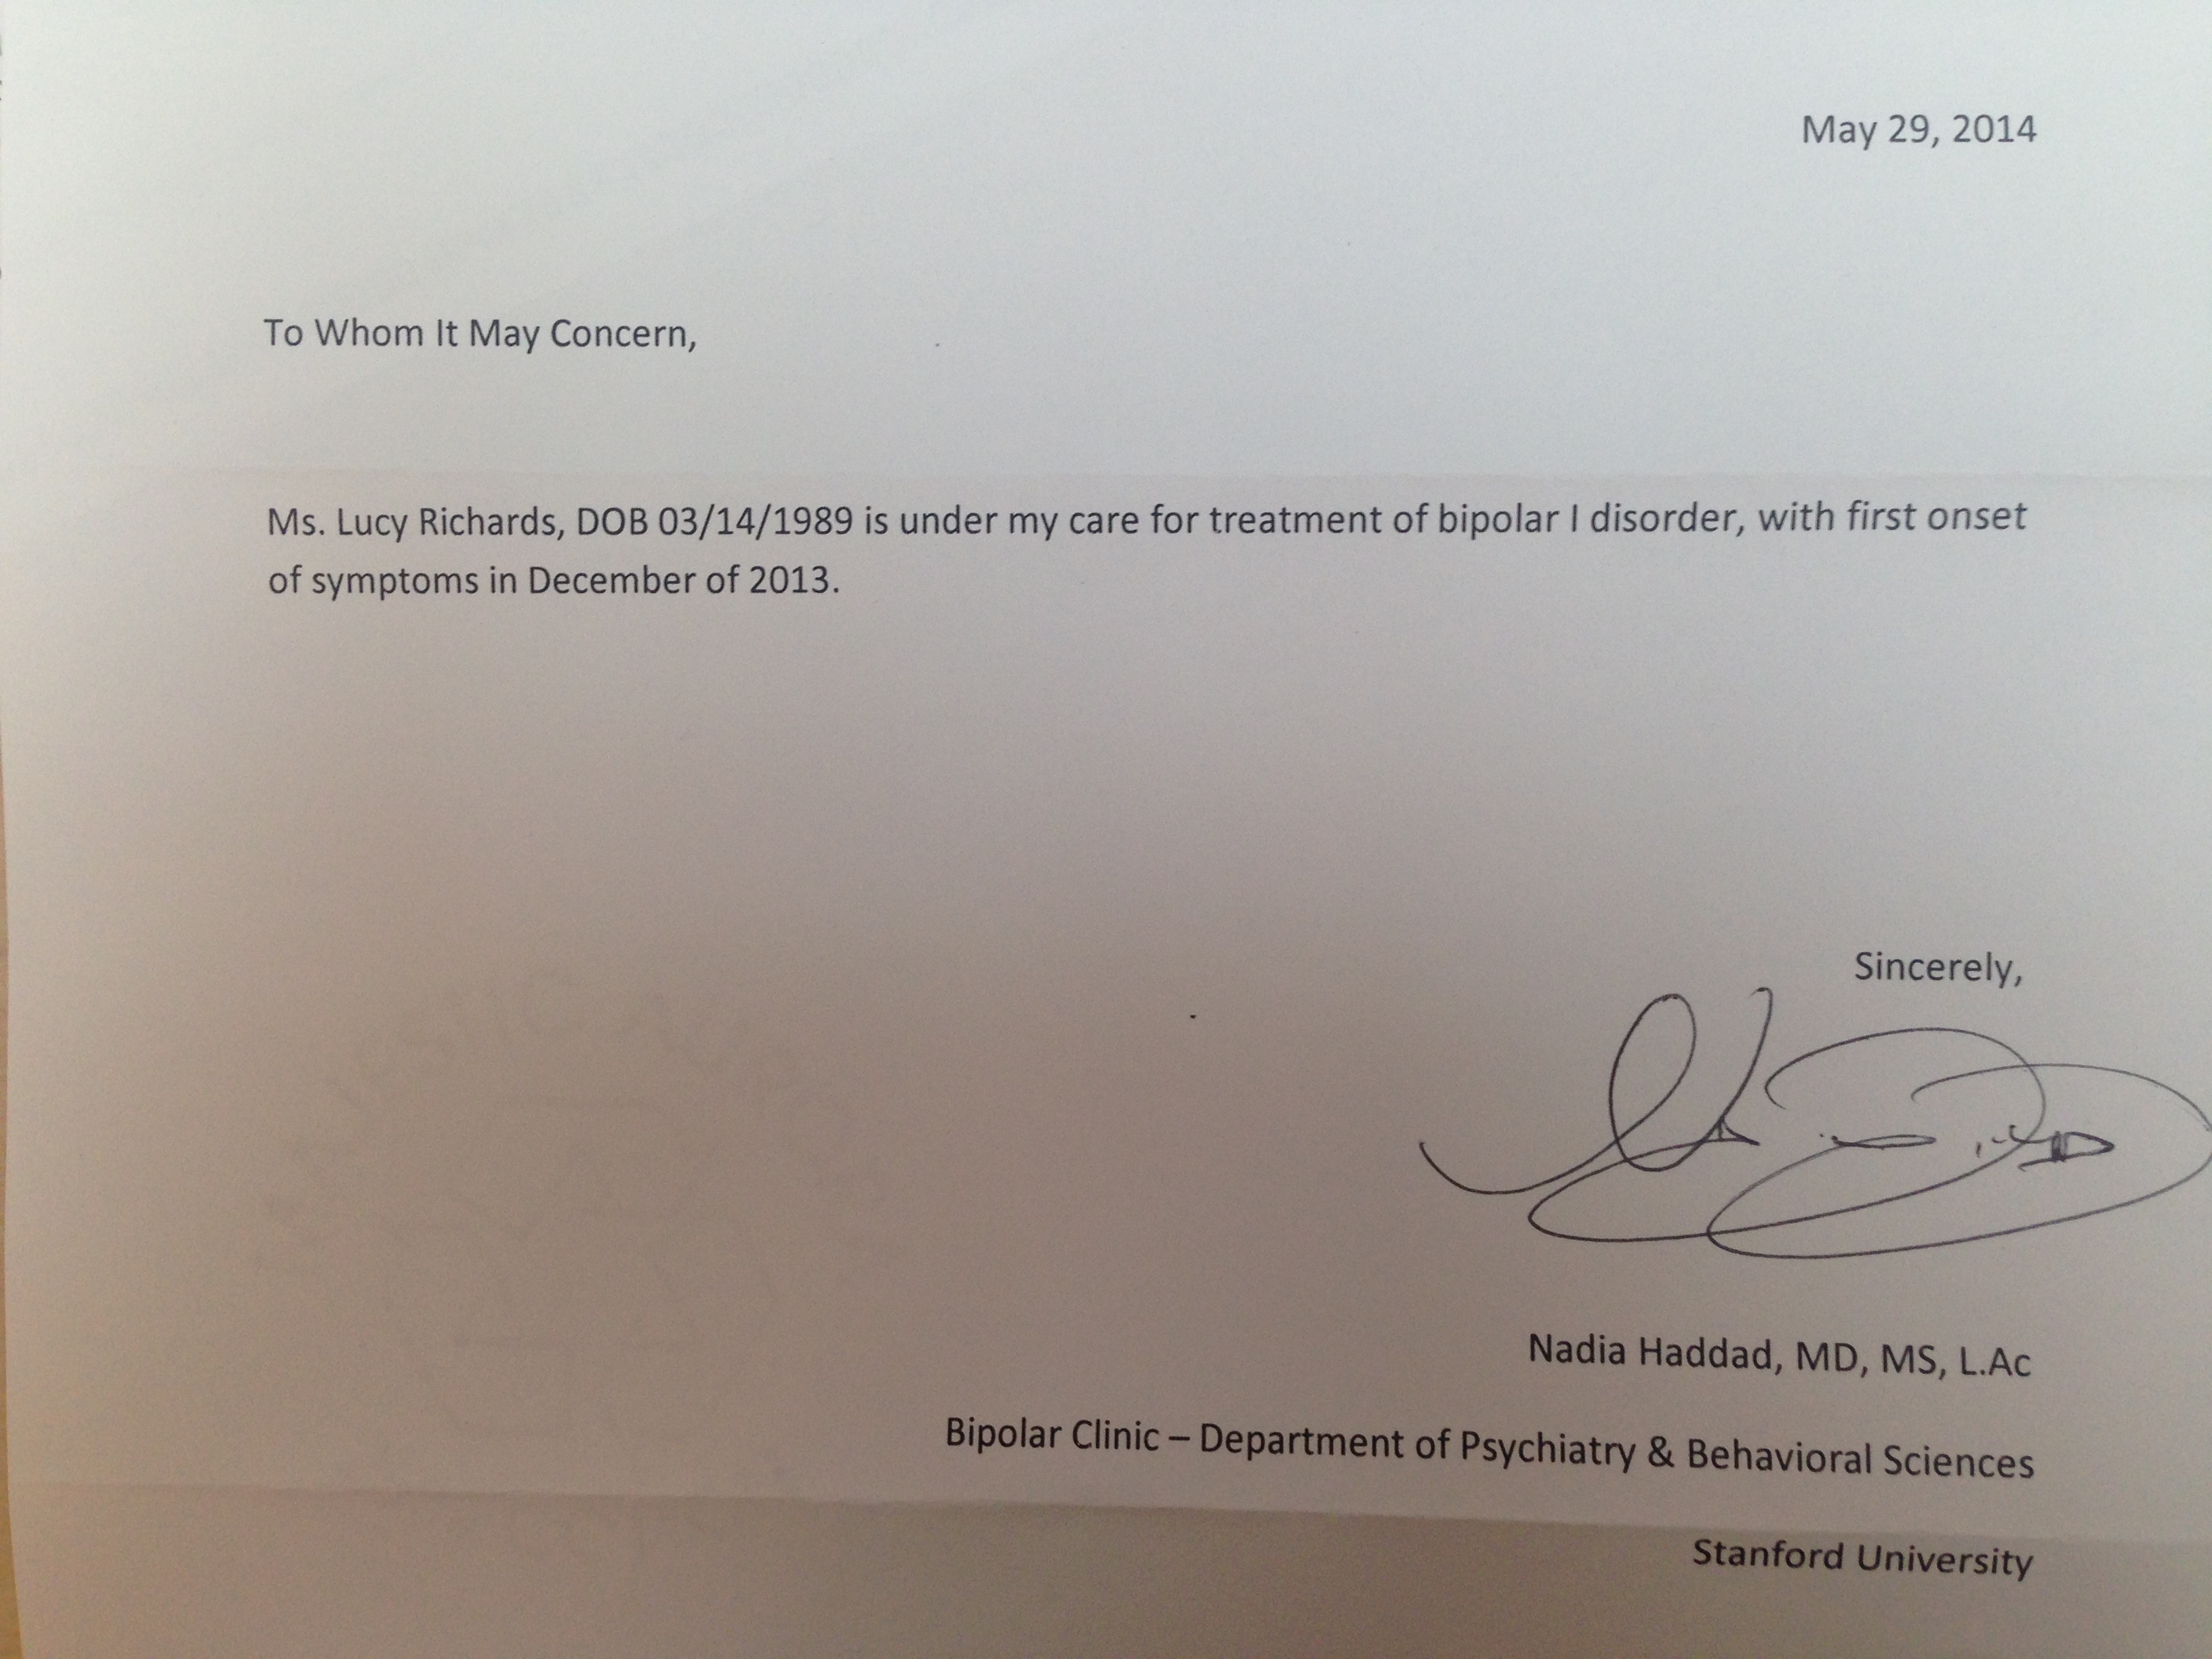 May 29, 2014
To Whom It May Concern,
Ms. Lucy Richards, DOB 03/14/1989 is under my care for treatment of bipolar I disorder, with first onset
of symptoms in December of 2013.
Sincerely,
Nadia Haddad, MD, MS, L.Ac
Bipolar Clinic – Department of Psychiatry & Behavioral Sciences
Stanford University